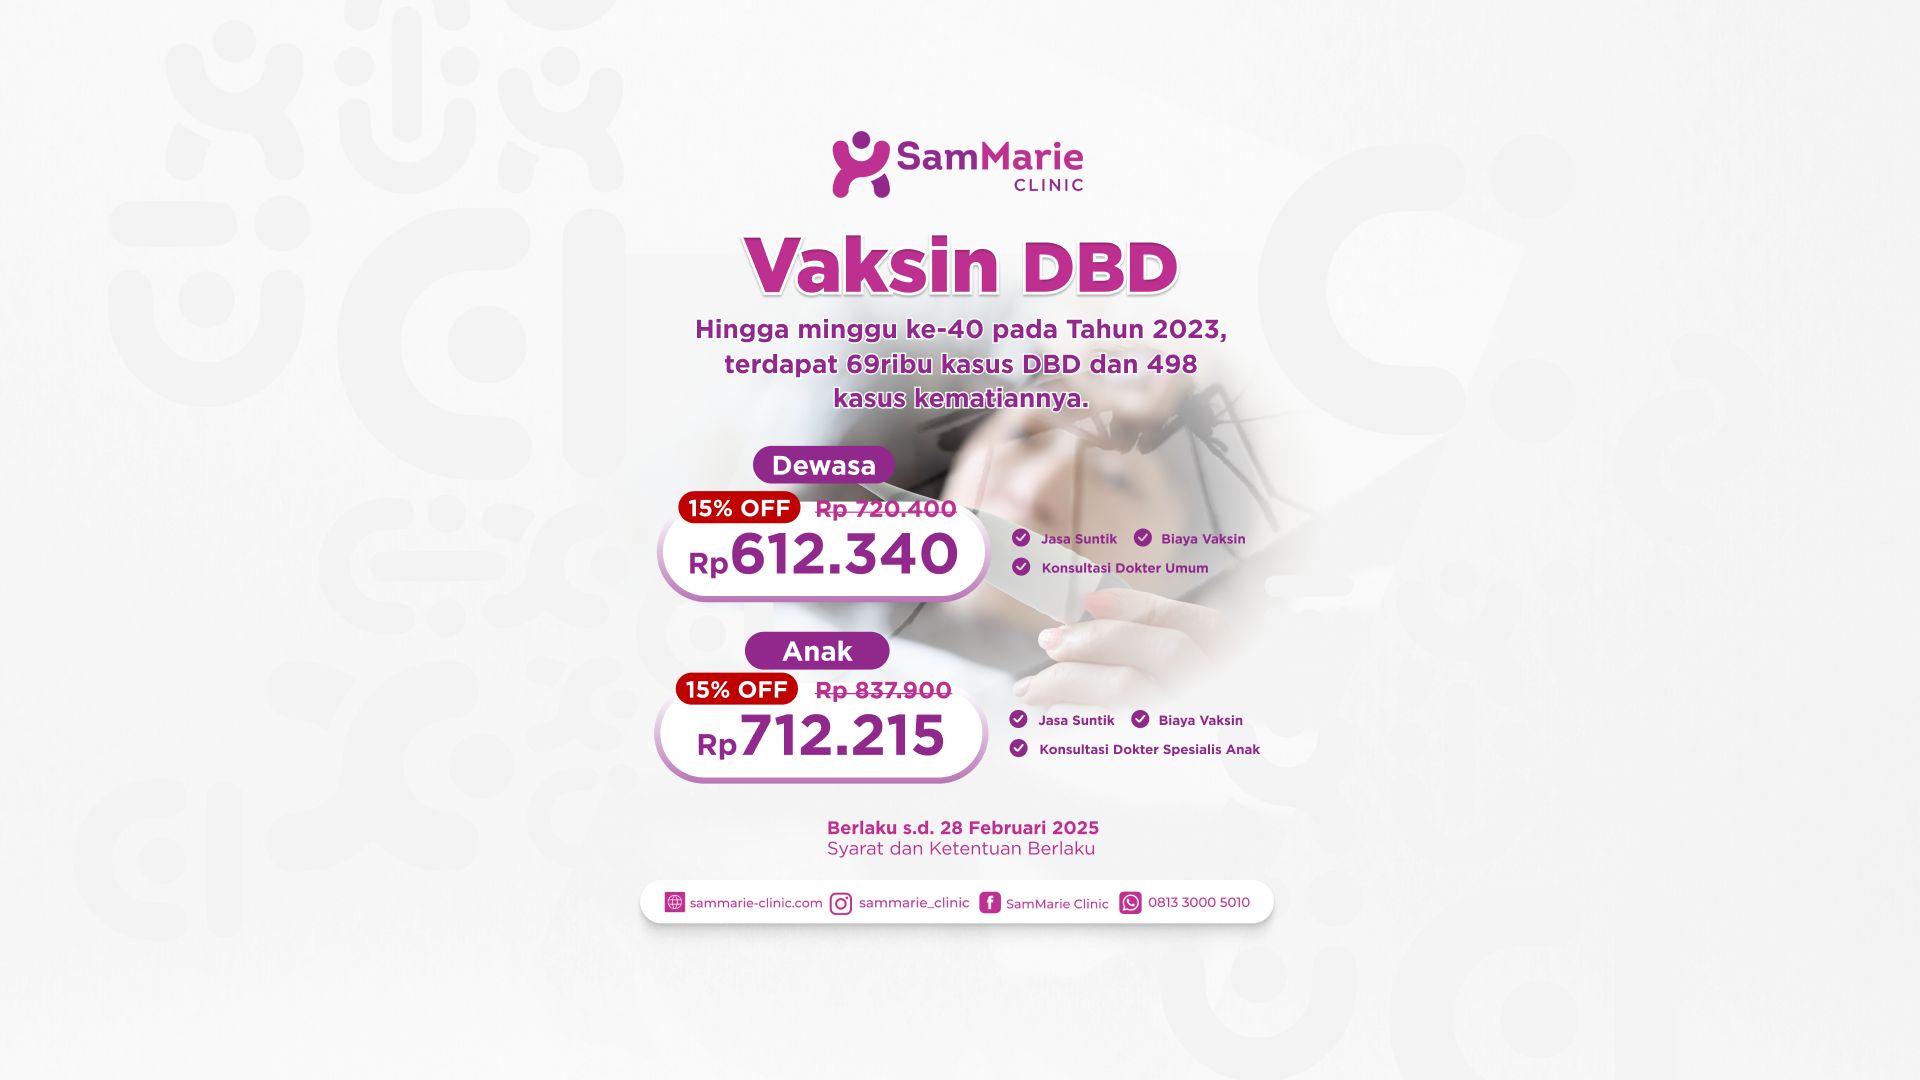 SamMarie
CLINIC
Vaksin DBD
Hingga minggu ke-40 pada Tahun 2023,
terdapat 69ribu kasus DBD dan 498
kasus kematiannya.
Dewasa
15% OFF Rp 720.400
Rp612.340
Jasa Suntik Biaya Vaksin
Konsultasi Dokter Umum
Anak
15% OFF Rp 837.900
Rp712.215
Jasa Suntik Biaya Vaksin
Konsultasi Dokter Spesialis Anak
Berlaku s.d. 28 Februari 2025
Syarat dan Ketentuan Berlaku
sammarie-clinic.com sammarie_clinic SamMarie Clinic 0813 3000 5010